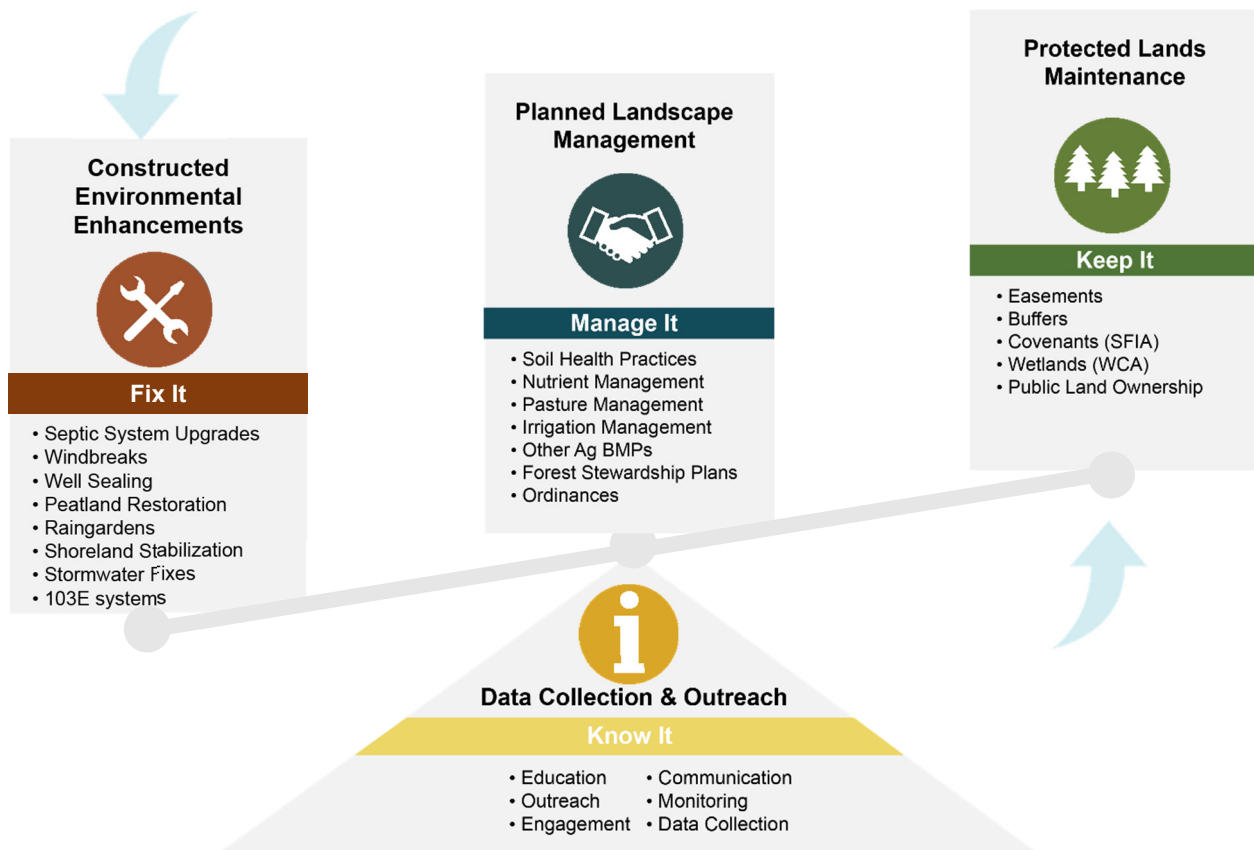 Constructed
Environmental
Enhancements
Fix It
• Septic System Upgrades
• Windbreaks
• Well Sealing
• Peatland Restoration
• Raingardens
• Shoreland Stabilization
• Stormwater Fixes
• 103E systems
Planned Landscape
Management
Manage It
• Soil Health Practices
• Nutrient Management
• Pasture Management
• Irrigation Management
• Other Ag BMPs
• Forest Stewardship Plans
• Ordinances
Protected Lands
Maintenance
Keep It
• Easements
• Buffers
• Covenants (SFIA)
• Wetlands (WCA)
• Public Land Ownership
Data Collection & Outreach
Know It
• Education
• Outreach
• Engagement
• Communication
• Monitoring
• Data Collection